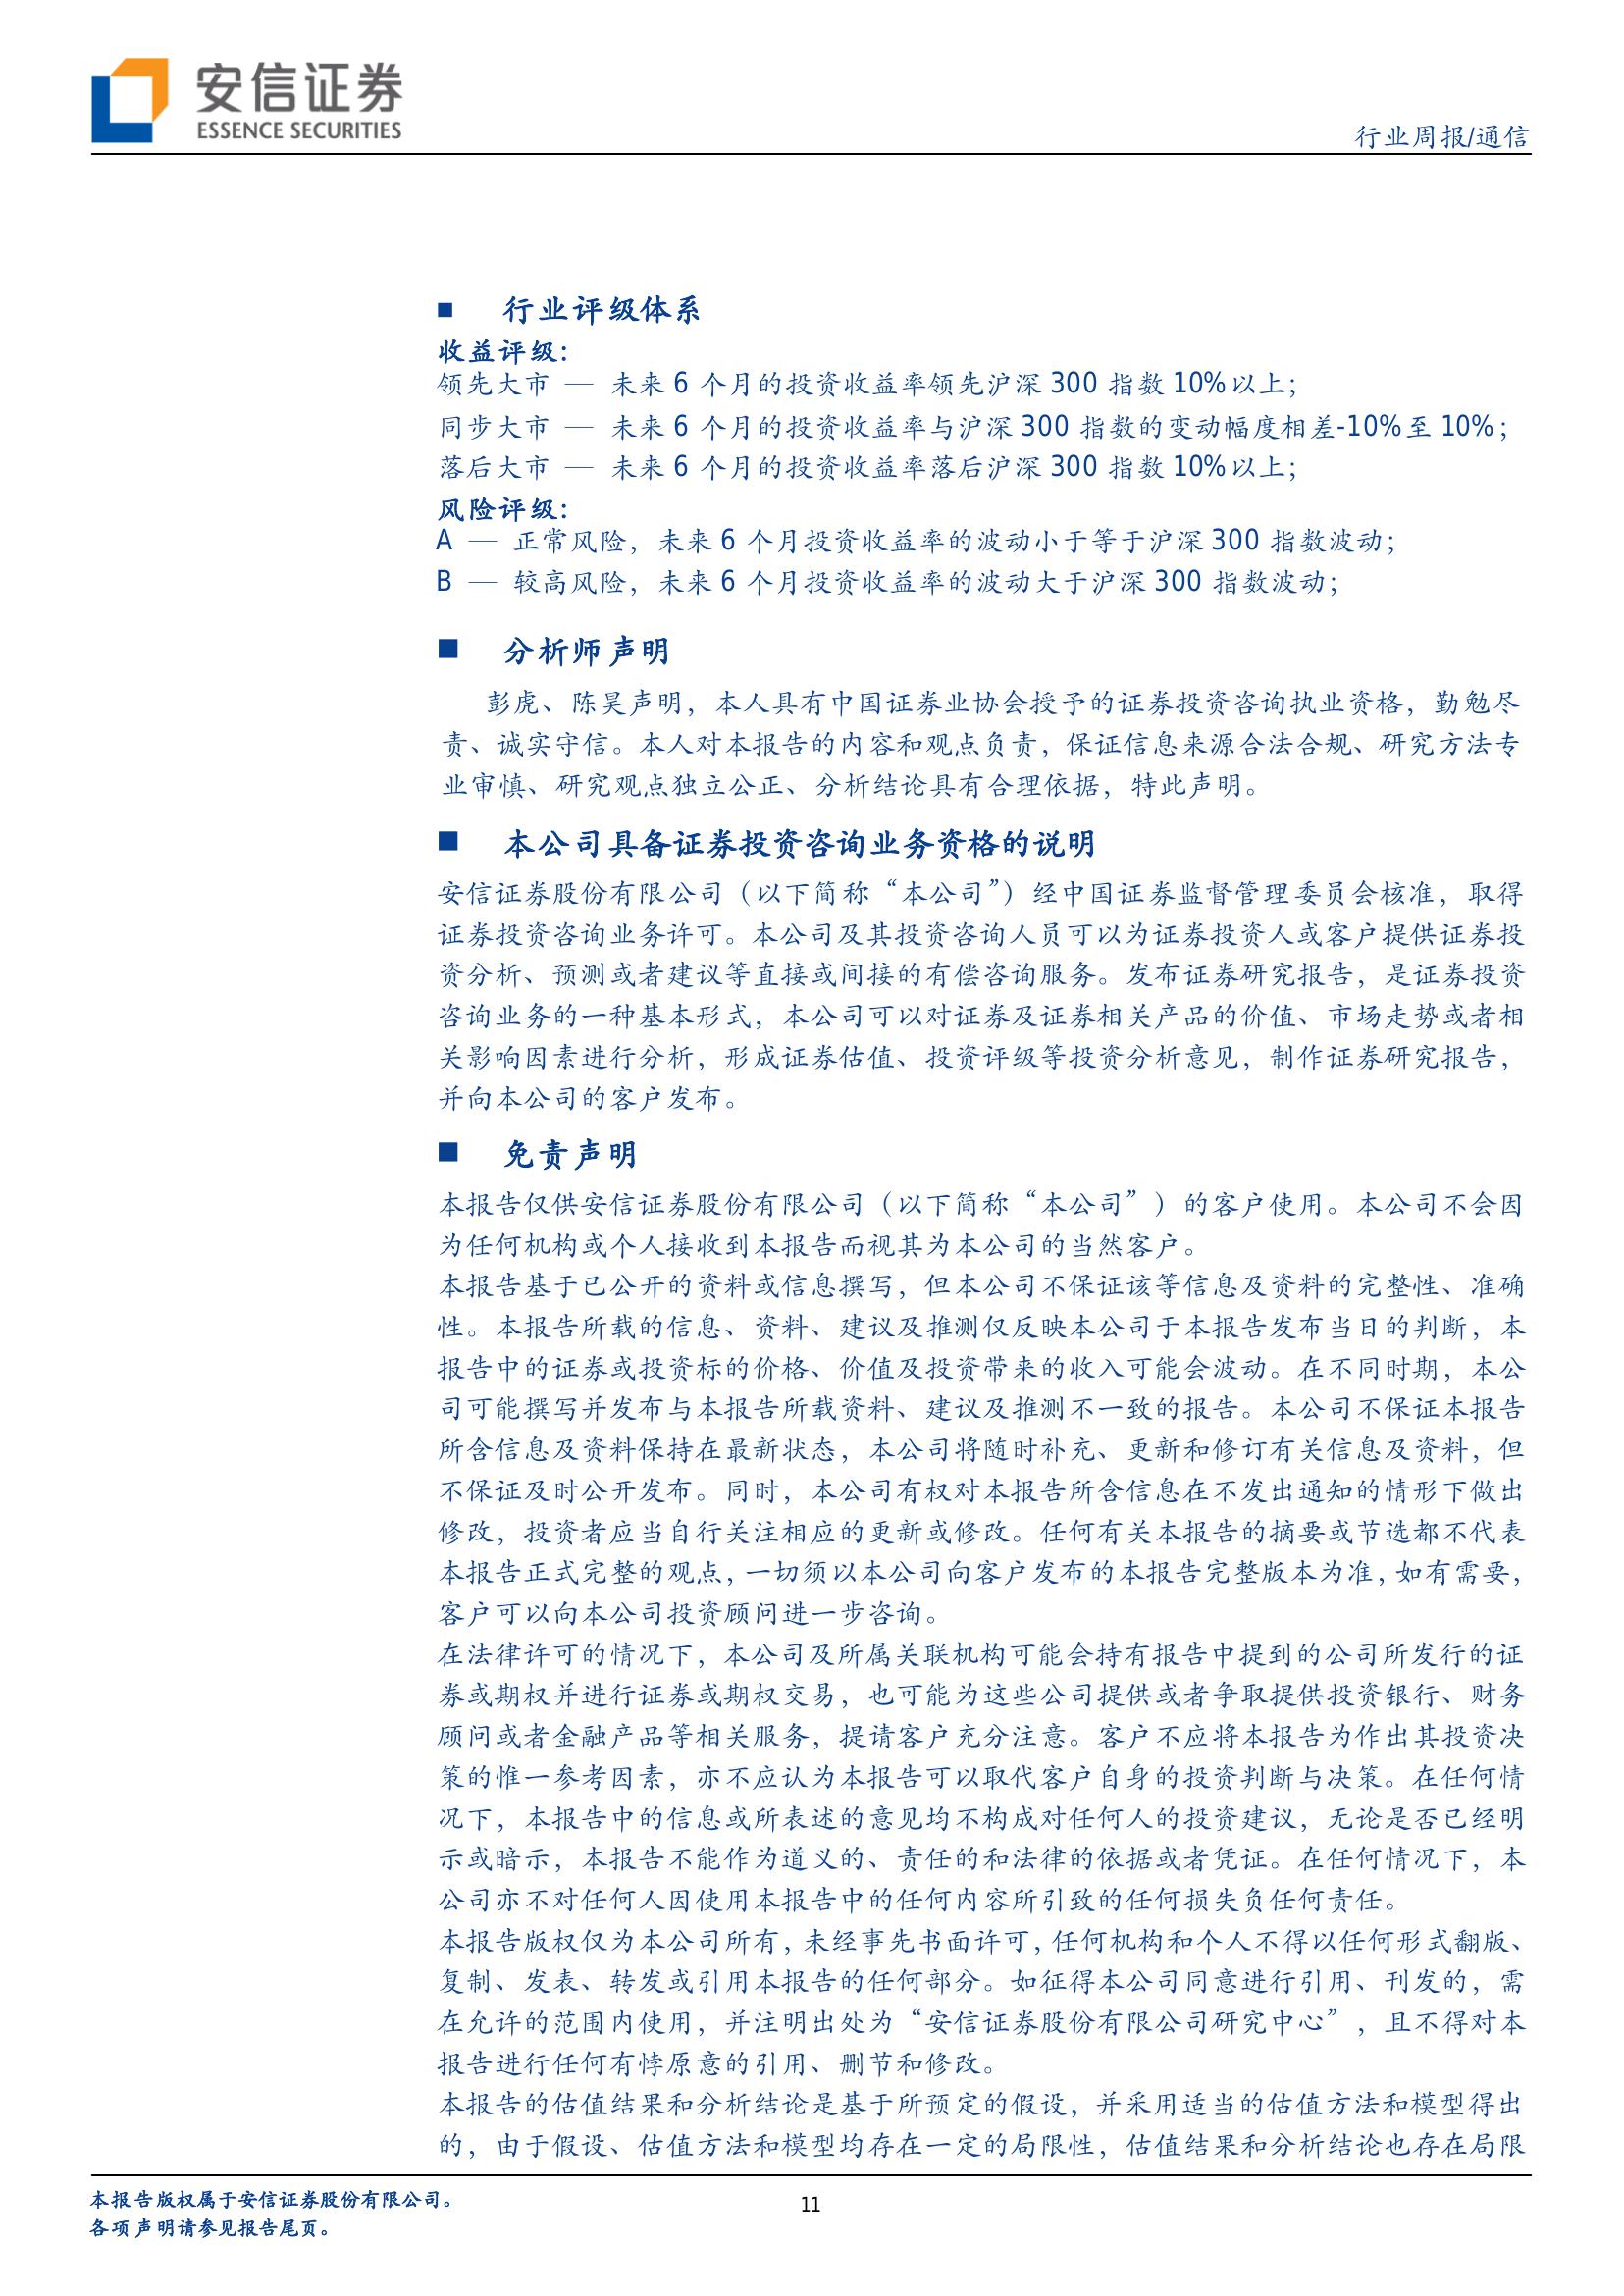 安信证券
ESSENCE SECURITIES
行业周报/通信
■ 行业评级体系
收益评级：
领先大市 — 未来 6 个月的投资收益率领先沪深 300 指数 10%以上；
同步大市 — 未来 6 个月的投资收益率与沪深 300 指数的变动幅度相差-10%至 10%；
落后大市 — 未来 6 个月的投资收益率落后沪深 300 指数 10%以上；
风险评级：
A — 正常风险，未来 6 个月投资收益率的波动小于等于沪深 300 指数波动；
B — 较高风险，未来 6 个月投资收益率的波动大于沪深 300 指数波动；
■ 分析师声明
彭虎、陈昊声明，本人具有中国证券业协会授予的证券投资咨询执业资格，勤勉尽
责、诚实守信。本人对本报告的内容和观点负责，保证信息来源合法合规、研究方法专
业审慎、研究观点独立公正、分析结论具有合理依据，特此声明。
■ 本公司具备证券投资咨询业务资格的说明
安信证券股份有限公司（以下简称“本公司”）经中国证券监督管理委员会核准，取得
证券投资咨询业务许可。本公司及其投资咨询人员可以为证券投资人或客户提供证券投
资分析、预测或者建议等直接或间接的有偿咨询服务。发布证券研究报告，是证券投资
咨询业务的一种基本形式，本公司可以对证券及证券相关产品的价值、市场走势或者相
关影响因素进行分析，形成证券估值、投资评级等投资分析意见，制作证券研究报告，
并向本公司的客户发布。
■ 免责声明
本报告仅供安信证券股份有限公司（以下简称“本公司”）的客户使用。本公司不会因
为任何机构或个人接收到本报告而视其为本公司的当然客户。
本报告基于已公开的资料或信息撰写，但本公司不保证该等信息及资料的完整性、准确
性。本报告所载的信息、资料、建议及推测仅反映本公司于本报告发布当日的判断，本
报告中的证券或投资标的价格、价值及投资带来的收入可能会波动。在不同时期，本公
司可能撰写并发布与本报告所载资料、建议及推测不一致的报告。本公司不保证本报告
所含信息及资料保持在最新状态，本公司将随时补充、更新和修订有关信息及资料，但
不保证及时公开发布。同时，本公司有权对本报告所含信息在不发出通知的情形下做出
修改，投资者应当自行关注相应的更新或修改。任何有关本报告的摘要或节选都不代表
本报告正式完整的观点，一切须以本公司向客户发布的本报告完整版本为准，如有需要，
客户可以向本公司投资顾问进一步咨询。
在法律许可的情况下，本公司及所属关联机构可能会持有报告中提到的公司所发行的证
券或期权并进行证券或期权交易，也可能为这些公司提供或者争取提供投资银行、财务
顾问或者金融产品等相关服务，提请客户充分注意。客户不应将本报告为作出其投资决
策的惟一参考因素，亦不应认为本报告可以取代客户自身的投资判断与决策。在任何情
况下，本报告中的信息或所表述的意见均不构成对任何人的投资建议，无论是否已经明
示或暗示，本报告不能作为道义的、责任的和法律的依据或者凭证。在任何情况下，本
公司亦不对任何人因使用本报告中的任何内容所引致的任何损失负任何责任。
本报告版权仅为本公司所有，未经事先书面许可，任何机构和个人不得以任何形式翻版、
复制、发表、转发或引用本报告的任何部分。如征得本公司同意进行引用、刊发的，需
在允许的范围内使用，并注明出处为“安信证券股份有限公司研究中心”，且不得对本
报告进行任何有悖原意的引用、删节和修改。
本报告的估值结果和分析结论是基于所预定的假设，并采用适当的估值方法和模型得出
的，由于假设、估值方法和模型均存在一定的局限性，估值结果和分析结论也存在局限
本报告版权属于安信证券股份有限公司。
11
各项声明请参见报告尾页。